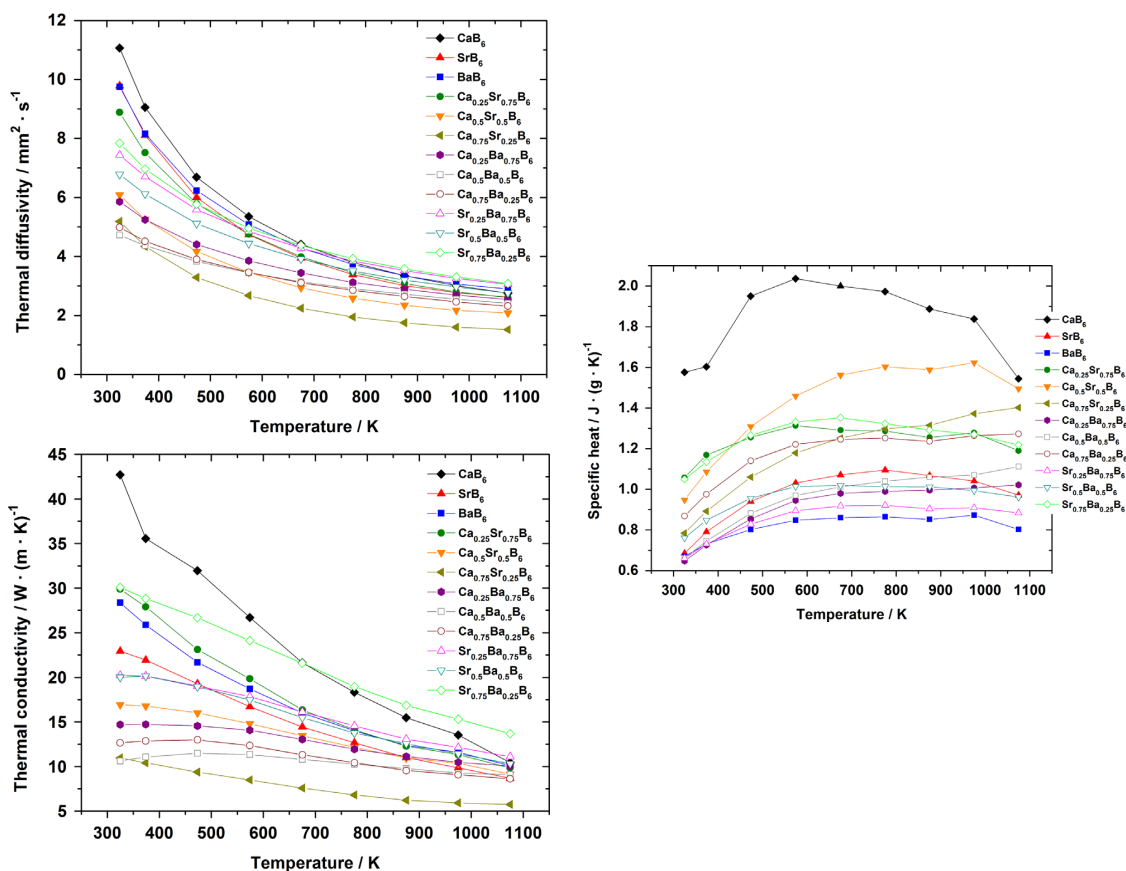 12
10
8
6
4
2
0
Thermal diffusivity / mm² · s⁻¹
CaB₆
SrB₆
BaB₆
Ca₀.₂₅Sr₀.₇₅B₆
Ca₀.₅Sr₀.₅B₆
Ca₀.₇₅Sr₀.₂₅B₆
Ca₀.₂₅Ba₀.₇₅B₆
Ca₀.₅Ba₀.₅B₆
Ca₀.₇₅Ba₀.₂₅B₆
Sr₀.₂₅Ba₀.₇₅B₆
Sr₀.₅Ba₀.₅B₆
Sr₀.₇₅Ba₀.₂₅B₆
300 400 500 600 700 800 900 1000 1100
Temperature / K
45
40
35
30
25
20
15
10
5
Thermal conductivity / W · (m · K)⁻¹
CaB₆
SrB₆
BaB₆
Ca₀.₂₅Sr₀.₇₅B₆
Ca₀.₅Sr₀.₅B₆
Ca₀.₇₅Sr₀.₂₅B₆
Ca₀.₂₅Ba₀.₇₅B₆
Ca₀.₅Ba₀.₅B₆
Ca₀.₇₅Ba₀.₂₅B₆
Sr₀.₂₅Ba₀.₇₅B₆
Sr₀.₅Ba₀.₅B₆
Sr₀.₇₅Ba₀.₂₅B₆
300 400 500 600 700 800 900 1000 1100
Temperature / K
2.0
1.8
1.6
1.4
1.2
1.0
0.8
0.6
Specific heat / J · (g · K)⁻¹
CaB₆
SrB₆
BaB₆
Ca₀.₂₅Sr₀.₇₅B₆
Ca₀.₅Sr₀.₅B₆
Ca₀.₇₅Sr₀.₂₅B₆
Ca₀.₂₅Ba₀.₇₅B₆
Ca₀.₅Ba₀.₅B₆
Ca₀.₇₅Ba₀.₂₅B₆
Sr₀.₂₅Ba₀.₇₅B₆
Sr₀.₅Ba₀.₅B₆
Sr₀.₇₅Ba₀.₂₅B₆
300 400 500 600 700 800 900 1000 1100
Temperature / K